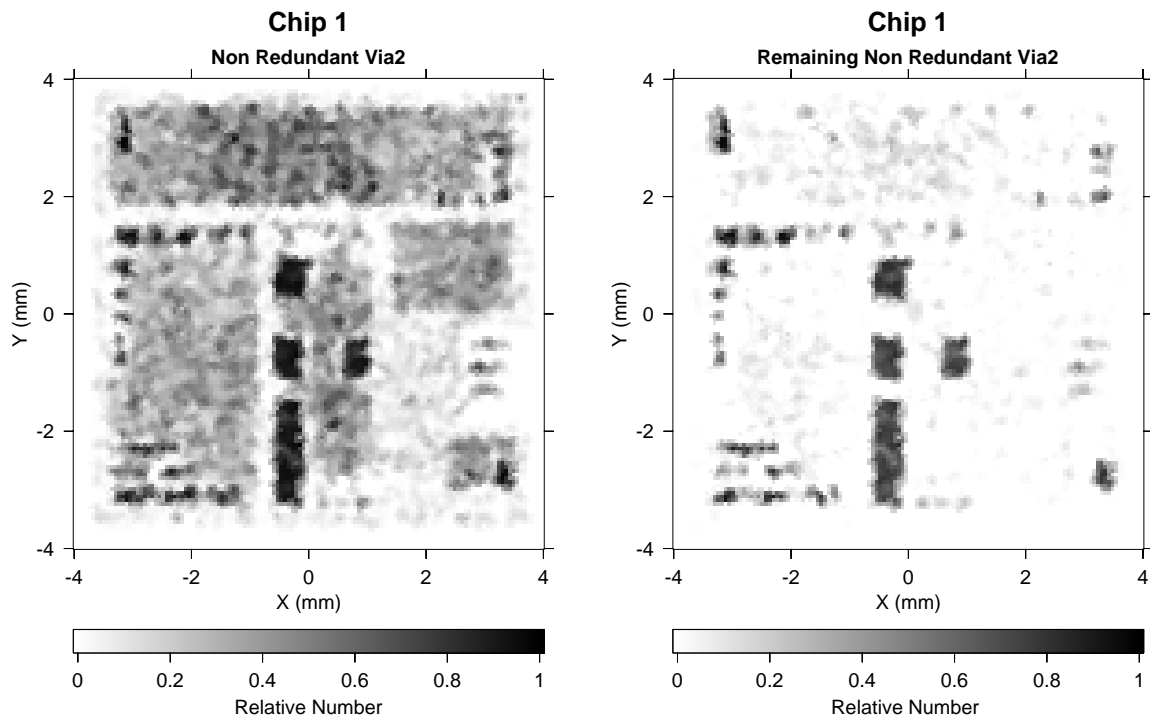 Chip 1
Non Redundant Via2
4
2
0
-2
-4
Y (mm)
-4 -2 0 2 4
X (mm)
0 0.2 0.4 0.6 0.8 1
Relative Number
Chip 1
Remaining Non Redundant Via2
4
2
0
-2
-4
Y (mm)
-4 -2 0 2 4
X (mm)
0 0.2 0.4 0.6 0.8 1
Relative Number